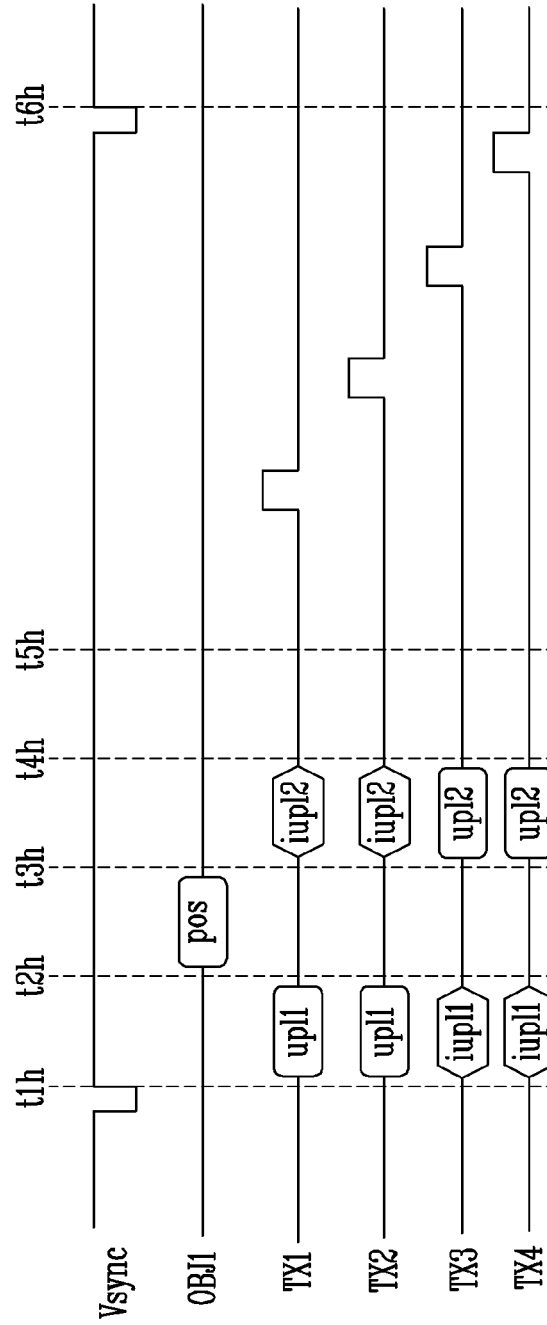 t1h t2h t3h t4h t5h t6h
Vsync
OBJ1 pos
TX1 upl1 iupl2
TX2 upl1 iupl2
TX3 iupl1 upl2
TX4 iupl1 upl2